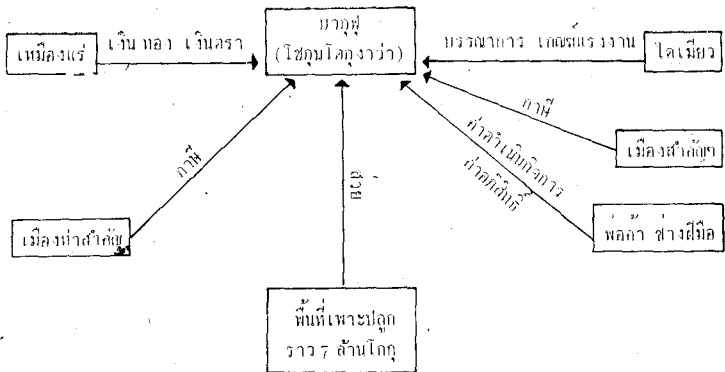 บากุฟุ
(โชกุนโตกุงาว่า)
เหมืองแร่
เงิน ทอง เงินตรา
บรรณาการ เกณฑ์แรงงาน
ไดเมียว
ภาษี
ภาษี
เมืองสำคัญๆ
ค่าดำเนินกิจการ
ค่าลภิสิทธิ์
พ่อค้า ช่างฝีมือ
ส่วย
เมืองท่าสำคัญ
พื้นที่เพาะปลูก
ราว 7 ล้านโกกุ